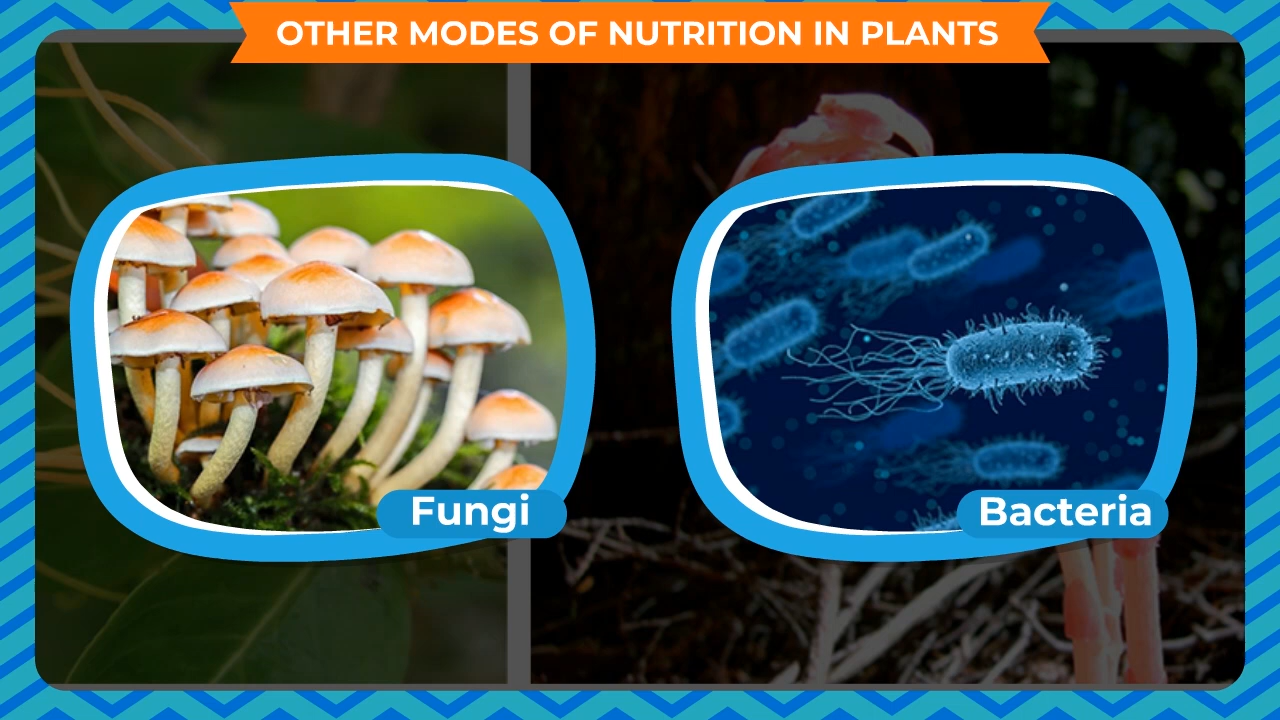 OTHER MODES OF NUTRITION IN PLANTS
Fungi
Bacteria